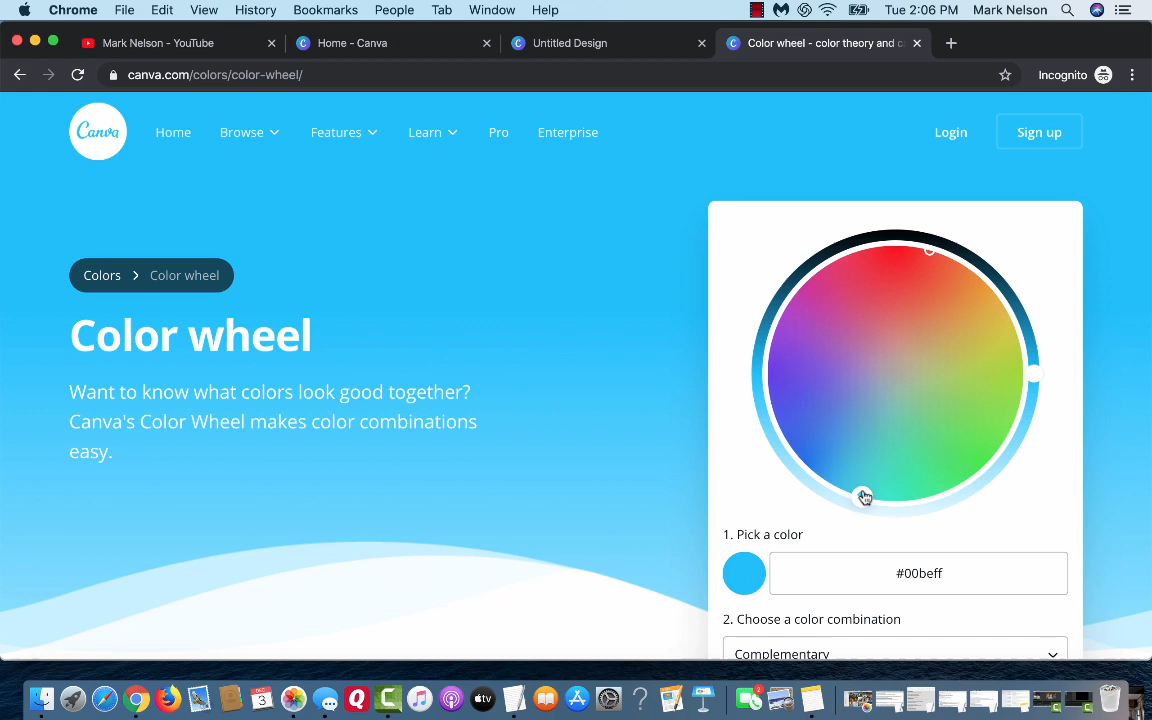 Chrome File Edit View History Bookmarks People Tab Window Help Tue 2:06 PM Mark Nelson
Mark Nelson - YouTube Home - Canva Untitled Design Color wheel - color theory and c
canva.com/colors/color-wheel/ Incognito
Canva Home Browse Features Learn Pro Enterprise Login Sign up
Colors Color wheel
Color wheel
Want to know what colors look good together?
Canva's Color Wheel makes color combinations
easy.
1. Pick a color
#00beff
2. Choose a color combination
Complementary
DEC
3
2